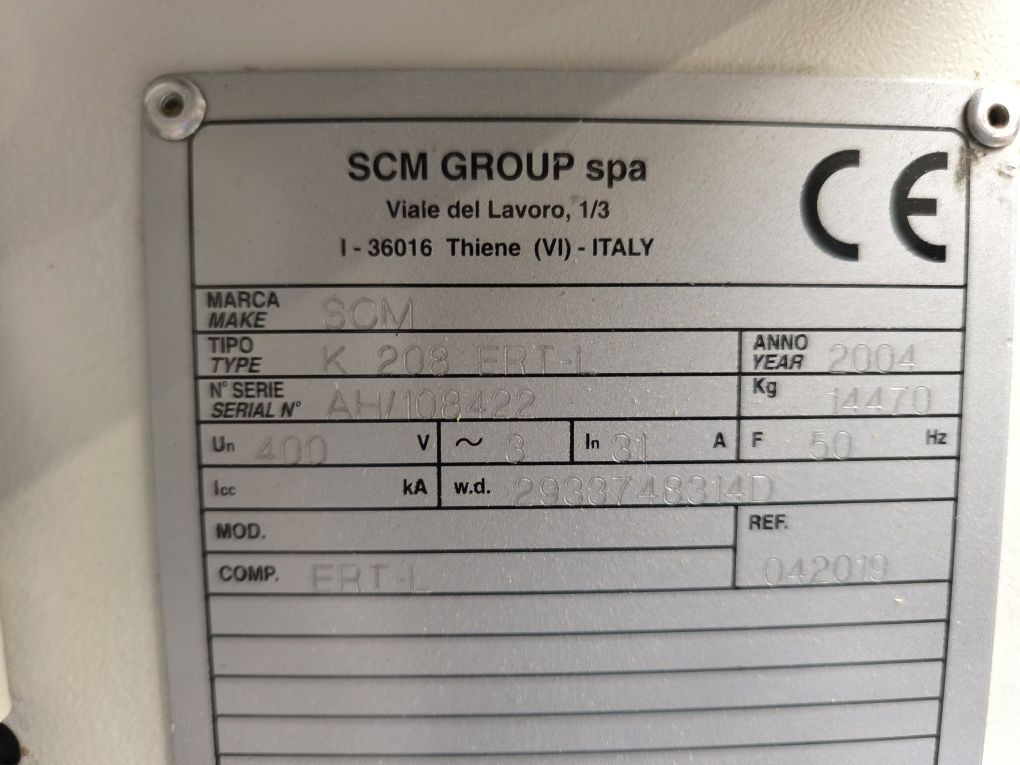 SCM GROUP spa
Viale del Lavoro, 1/3
I - 36016 Thiene (VI) - ITALY
CE
MARCA
MAKE SCM
TIPO
TYPE K 208 ERT-L
ANNO
YEAR 2004
N° SERIE
SERIAL N° AH/108422
Kg 14470
Un 400 V
~ 3
In 31 A
F 50 Hz
Icc kA
w.d. 2933748314D
MOD.
REF.
042019
COMP. ERT-L